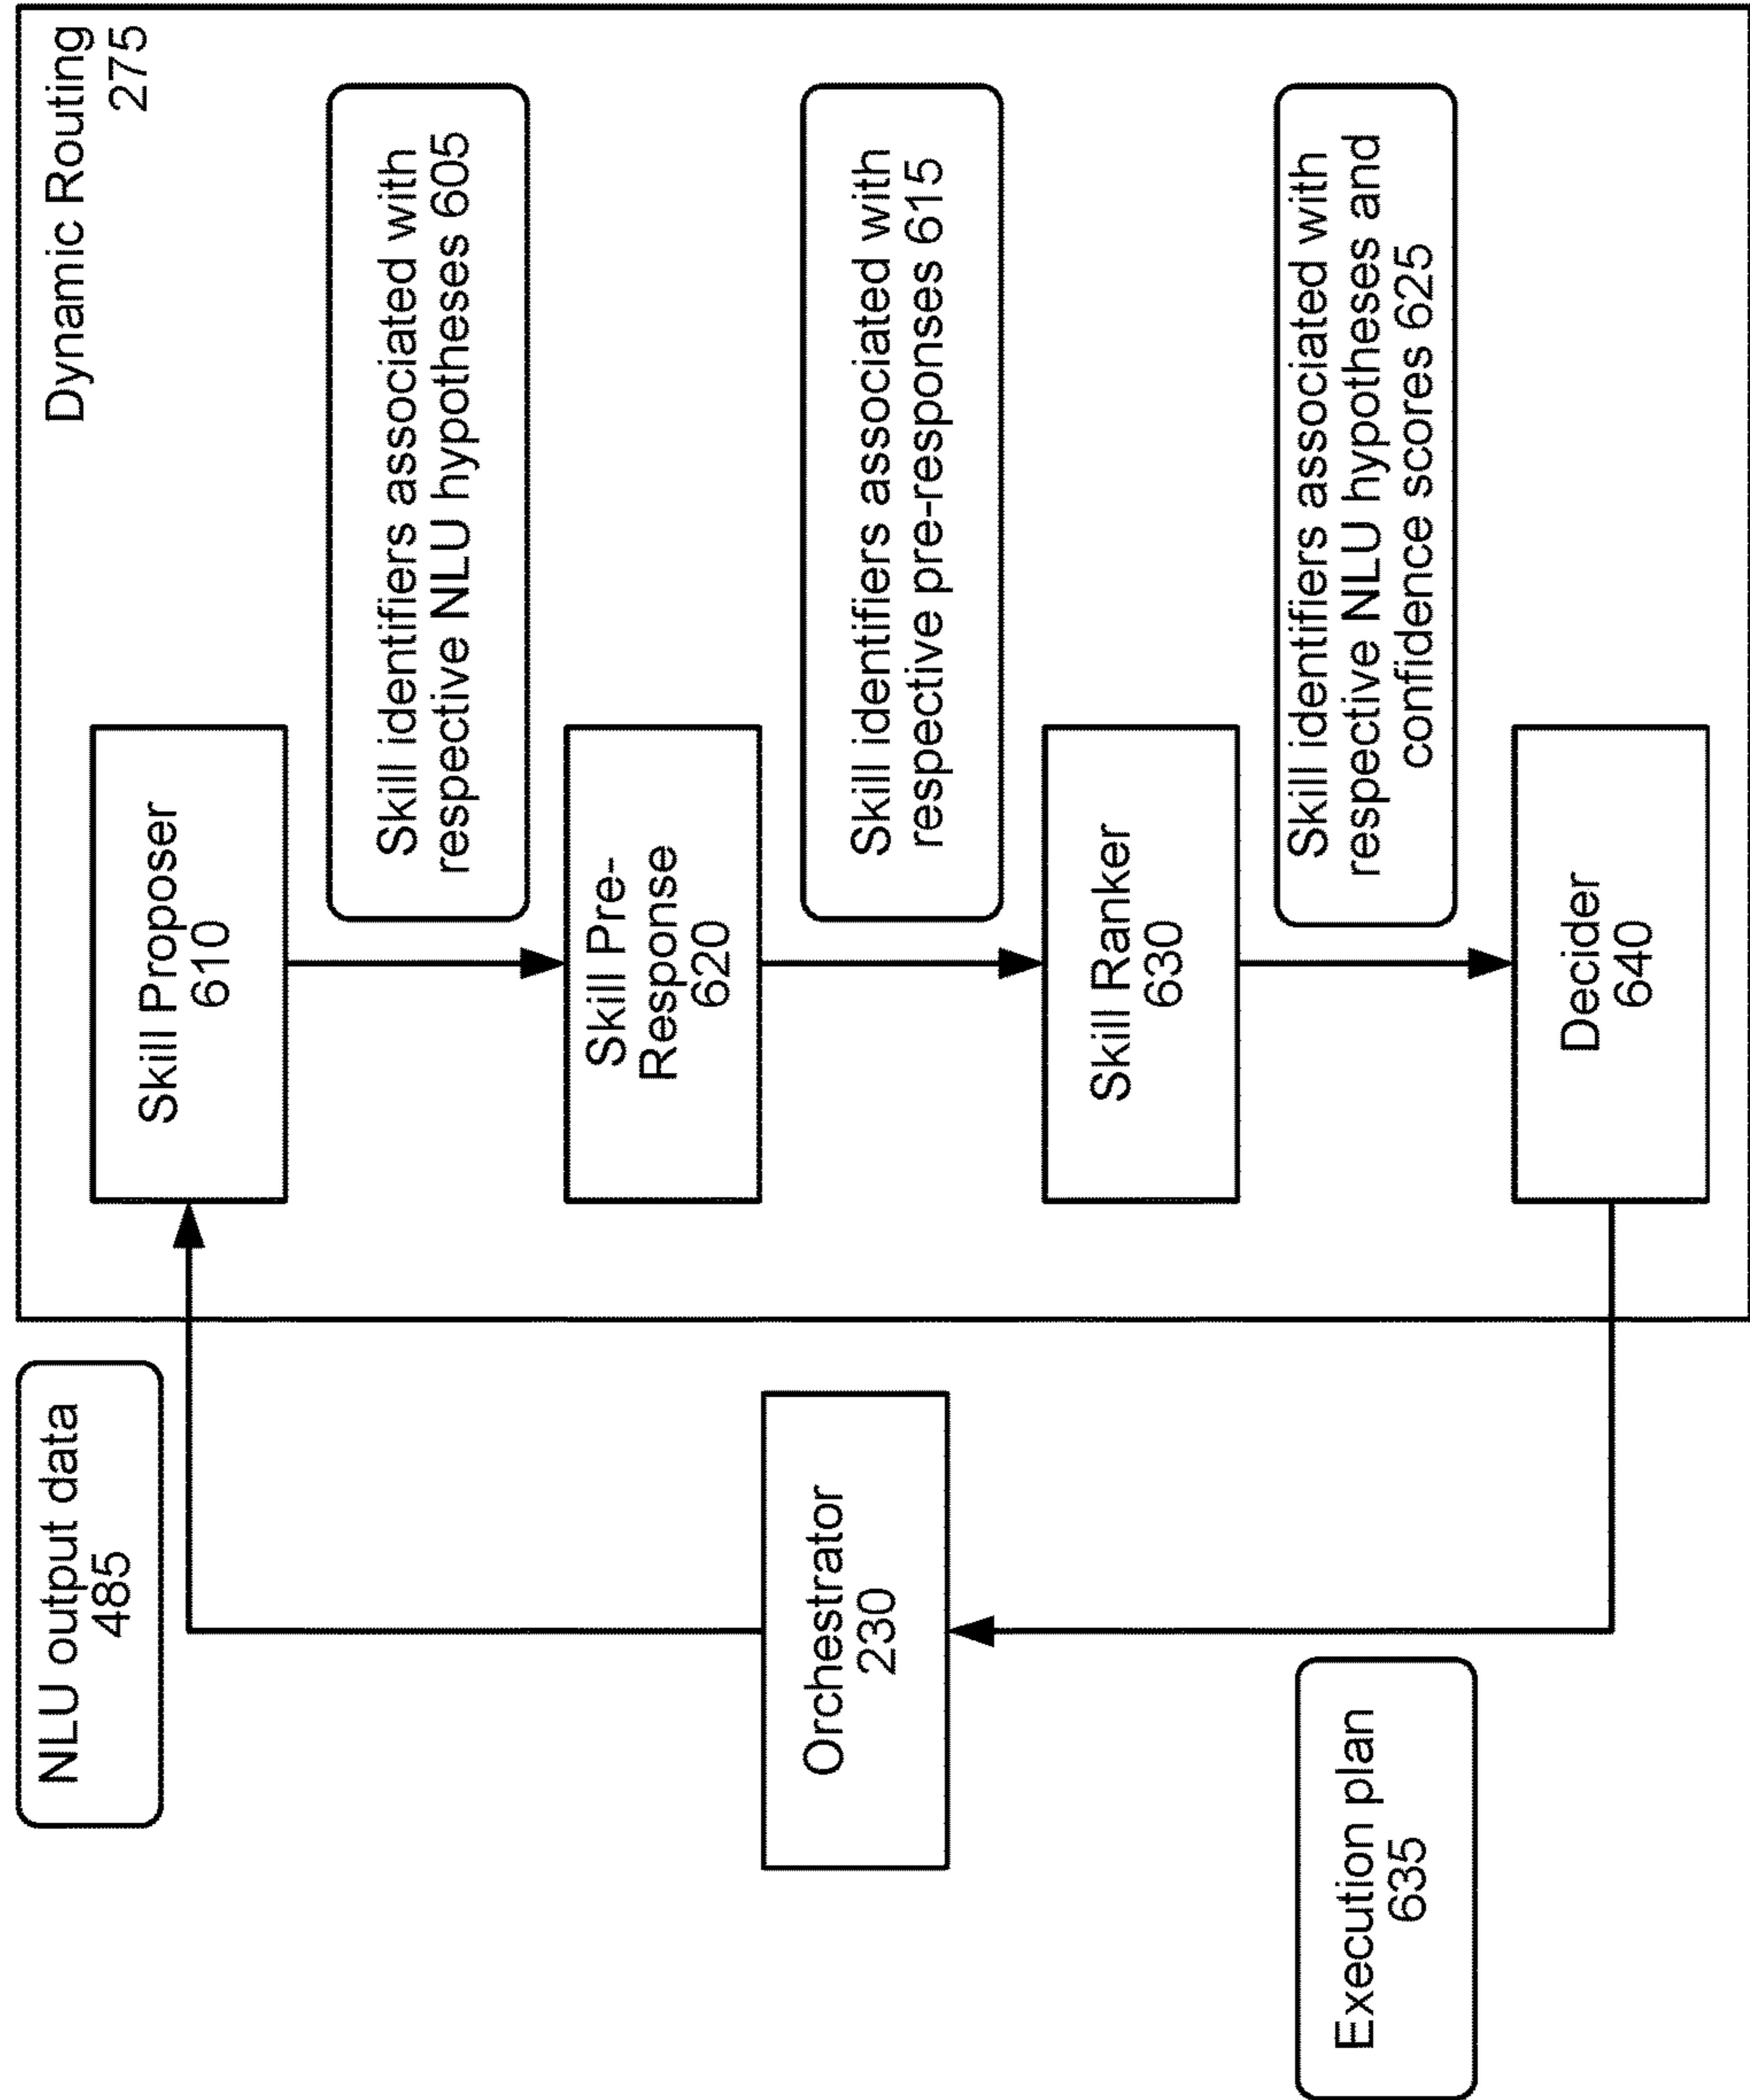 Dynamic Routing
275
NLU output data
485
Skill Proposer
610
Skill identifiers associated with
respective NLU hypotheses 605
Skill Pre-
Response
620
Skill identifiers associated with
respective pre-responses 615
Orchestrator
230
Skill Ranker
630
Skill identifiers associated with
respective NLU hypotheses and
confidence scores 625
Execution plan
635
Decider
640